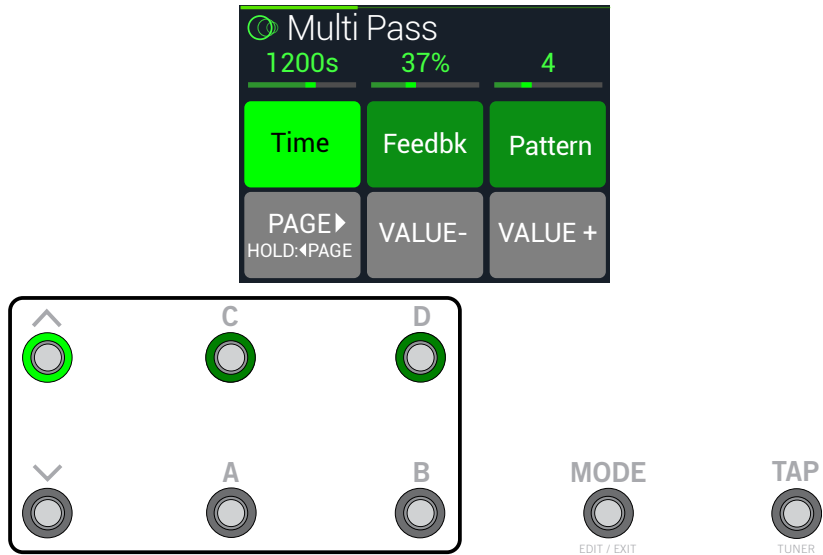 Multi Pass
1200s 37% 4
Time Feedbk Pattern
PAGE VALUE- VALUE +
HOLD: PAGE
C D
A B MODE TAP
EDIT / EXIT TUNER